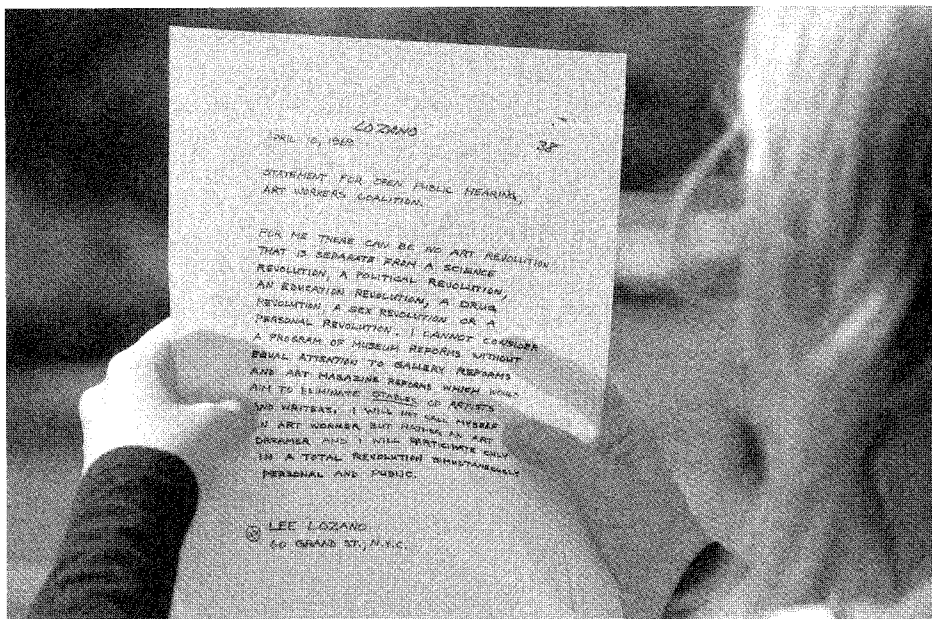 LOZANO
38
APRIL 10, 1969
STATEMENT FOR OPEN PUBLIC HEARING,
ART WORKERS COALITION.
FOR ME THERE CAN BE NO ART REVOLUTION
THAT IS SEPARATE FROM A SCIENCE
REVOLUTION, A POLITICAL REVOLUTION,
AN EDUCATION REVOLUTION, A DRUG
REVOLUTION, A SEX REVOLUTION OR A
PERSONAL REVOLUTION. I CANNOT CONSIDER
A PROGRAM OF MUSEUM REFORMS WITHOUT
EQUAL ATTENTION TO GALLERY REFORMS
AND ART MAGAZINE REFORMS WHICH WOULD
AIM TO ELIMINATE STABLES OF ARTISTS
AND WRITERS. I WILL NOT CALL MYSELF
AN ART WORKER BUT RATHER AN ART
DREAMER AND I WILL PARTICIPATE ONLY
IN A TOTAL REVOLUTION SIMULTANEOUSLY
PERSONAL AND PUBLIC.
LEE LOZANO
60 GRAND ST., N.Y.C.